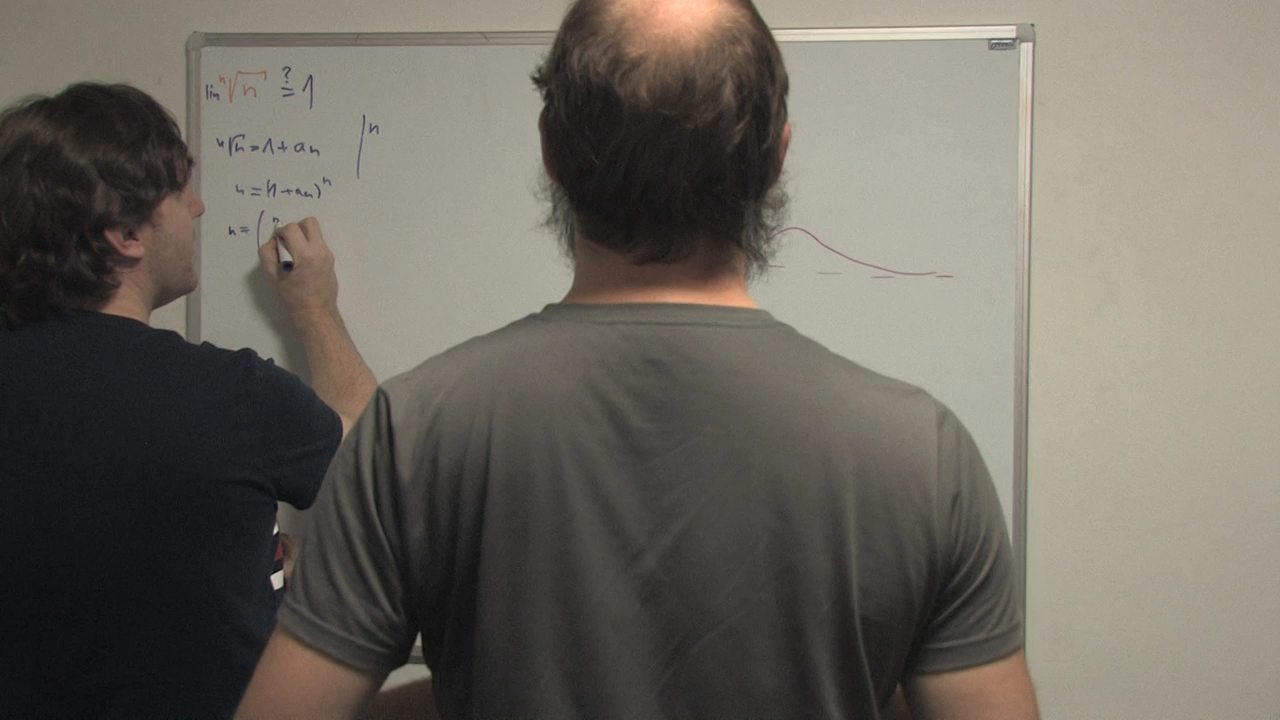 lim ⁿ√n ≟ 1
ⁿ√n = 1 + aₙ |ⁿ
n = (1 + aₙ)ⁿ
n = (n